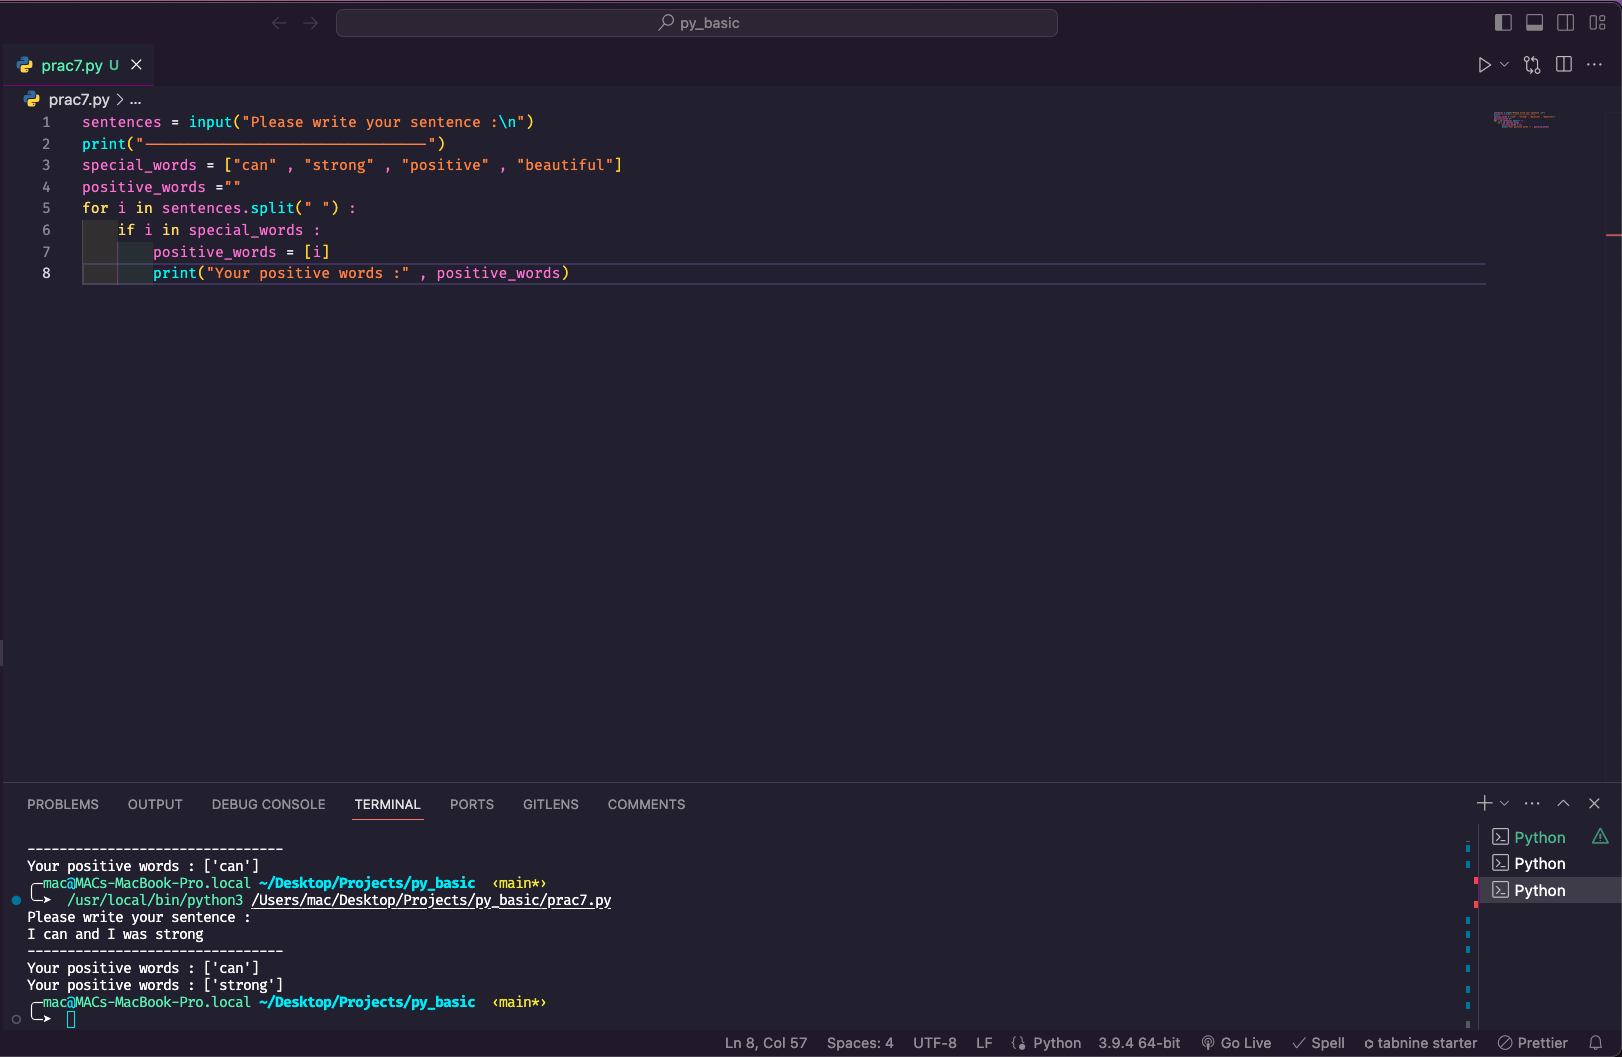 py_basic
prac7.py U
prac7.py > ...
1 sentences = input("Please write your sentence :\n")
2 print("--------------------------------")
3 special_words = ["can" , "strong" , "positive" , "beautiful"]
4 positive_words =""
5 for i in sentences.split(" ") :
6     if i in special_words :
7         positive_words = [i]
8         print("Your positive words :" , positive_words)
PROBLEMS OUTPUT DEBUG CONSOLE TERMINAL PORTS GITLENS COMMENTS
--------------------------------
Your positive words : ['can']
mac@MACs-MacBook-Pro.local ~/Desktop/Projects/py_basic ‹main*›
/usr/local/bin/python3 /Users/mac/Desktop/Projects/py_basic/prac7.py
Please write your sentence :
I can and I was strong
--------------------------------
Your positive words : ['can']
Your positive words : ['strong']
mac@MACs-MacBook-Pro.local ~/Desktop/Projects/py_basic ‹main*›
Python
Python
Python
Ln 8, Col 57 Spaces: 4 UTF-8 LF Python 3.9.4 64-bit Go Live Spell tabnine starter Prettier